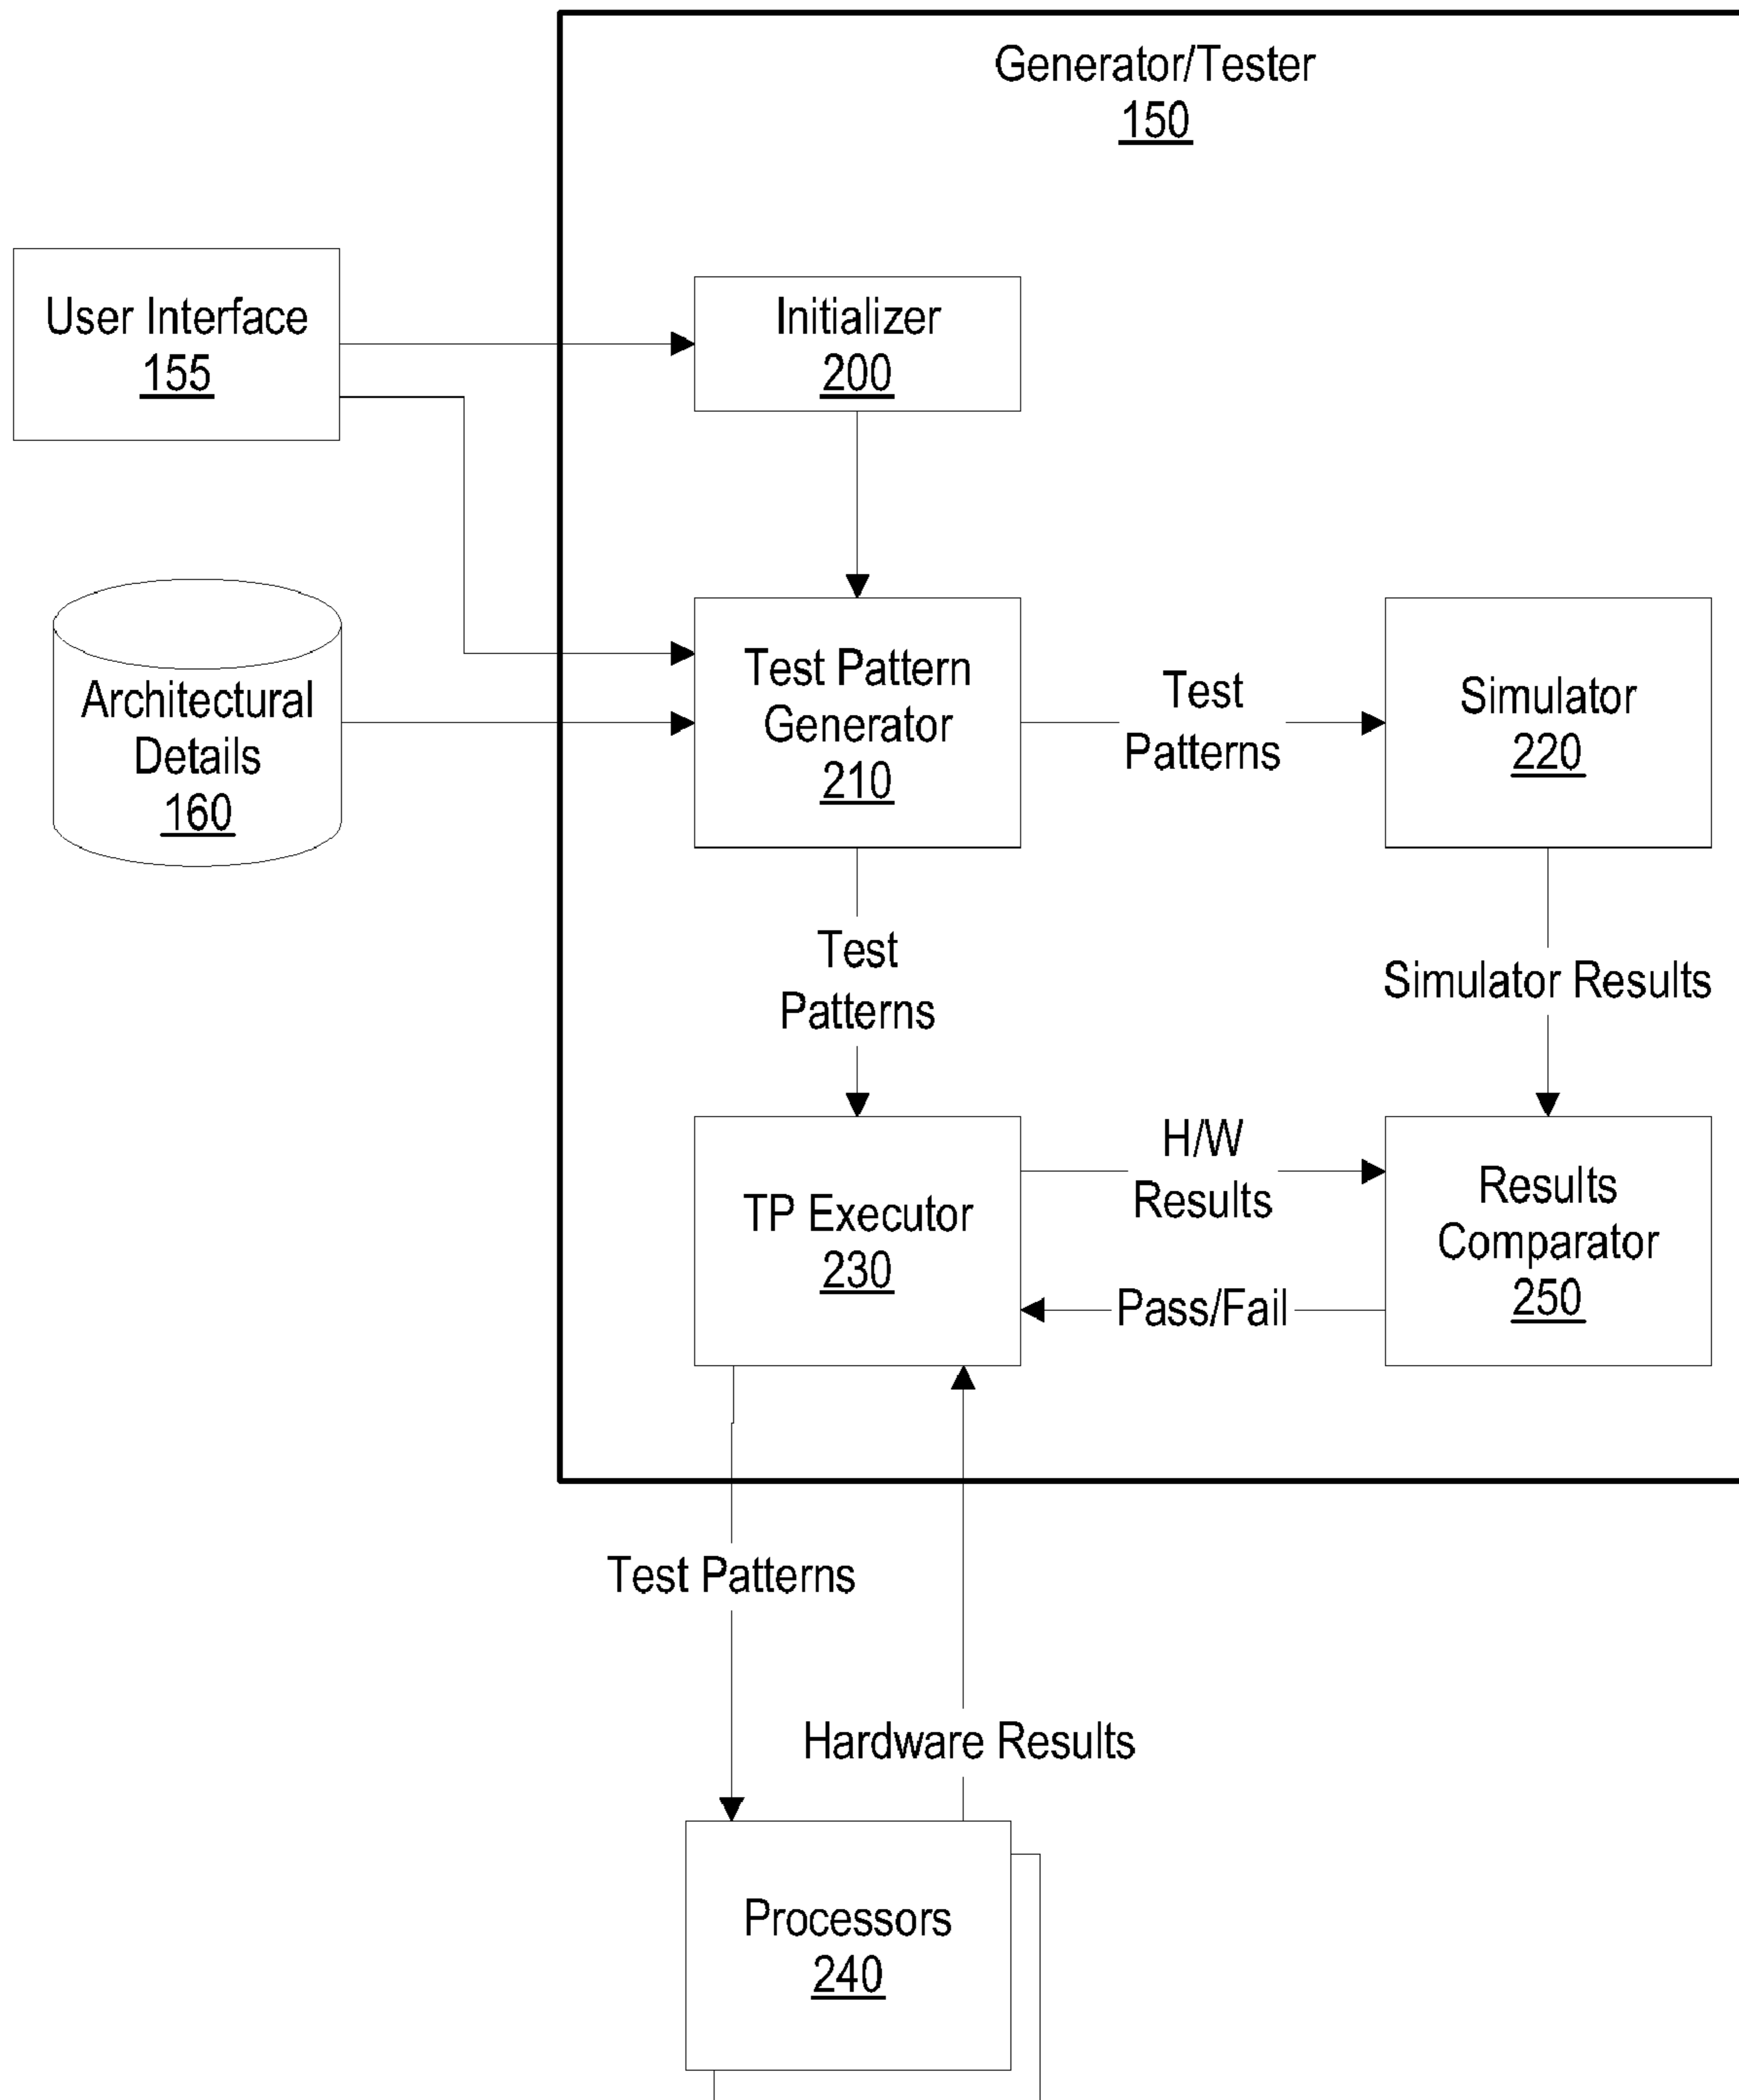 Generator/Tester
150
User Interface
155
Initializer
200
Architectural
Details
160
Test Pattern
Generator
210
Test
Patterns
Simulator
220
Test
Patterns
Simulator Results
TP Executor
230
H/W
Results
Pass/Fail
Results
Comparator
250
Test Patterns
Hardware Results
Processors
240